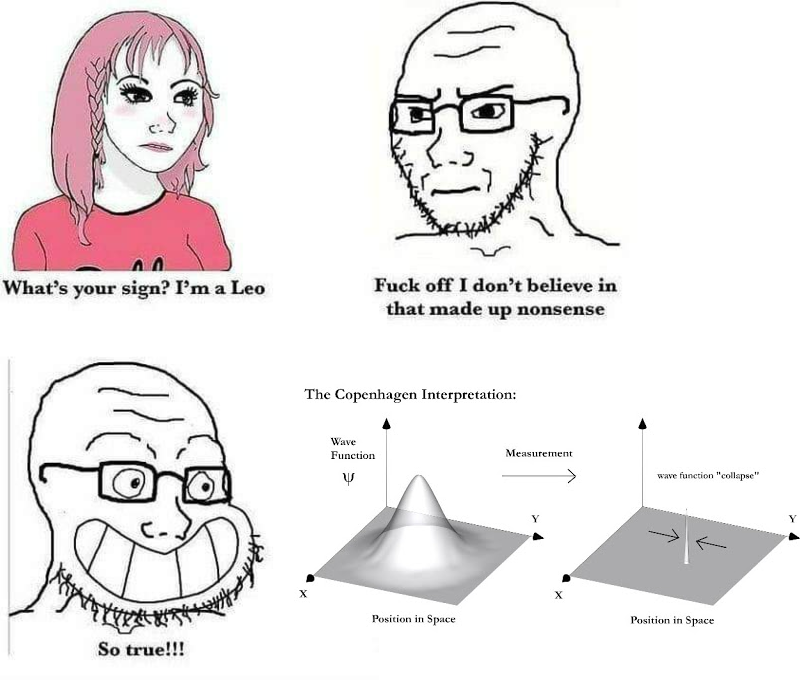 What's your sign? I'm a Leo
Fuck off I don't believe in
that made up nonsense
So true!!!
The Copenhagen Interpretation:
Wave
Function
Ψ
Measurement
wave function "collapse"
Y
X
Position in Space
Y
X
Position in Space